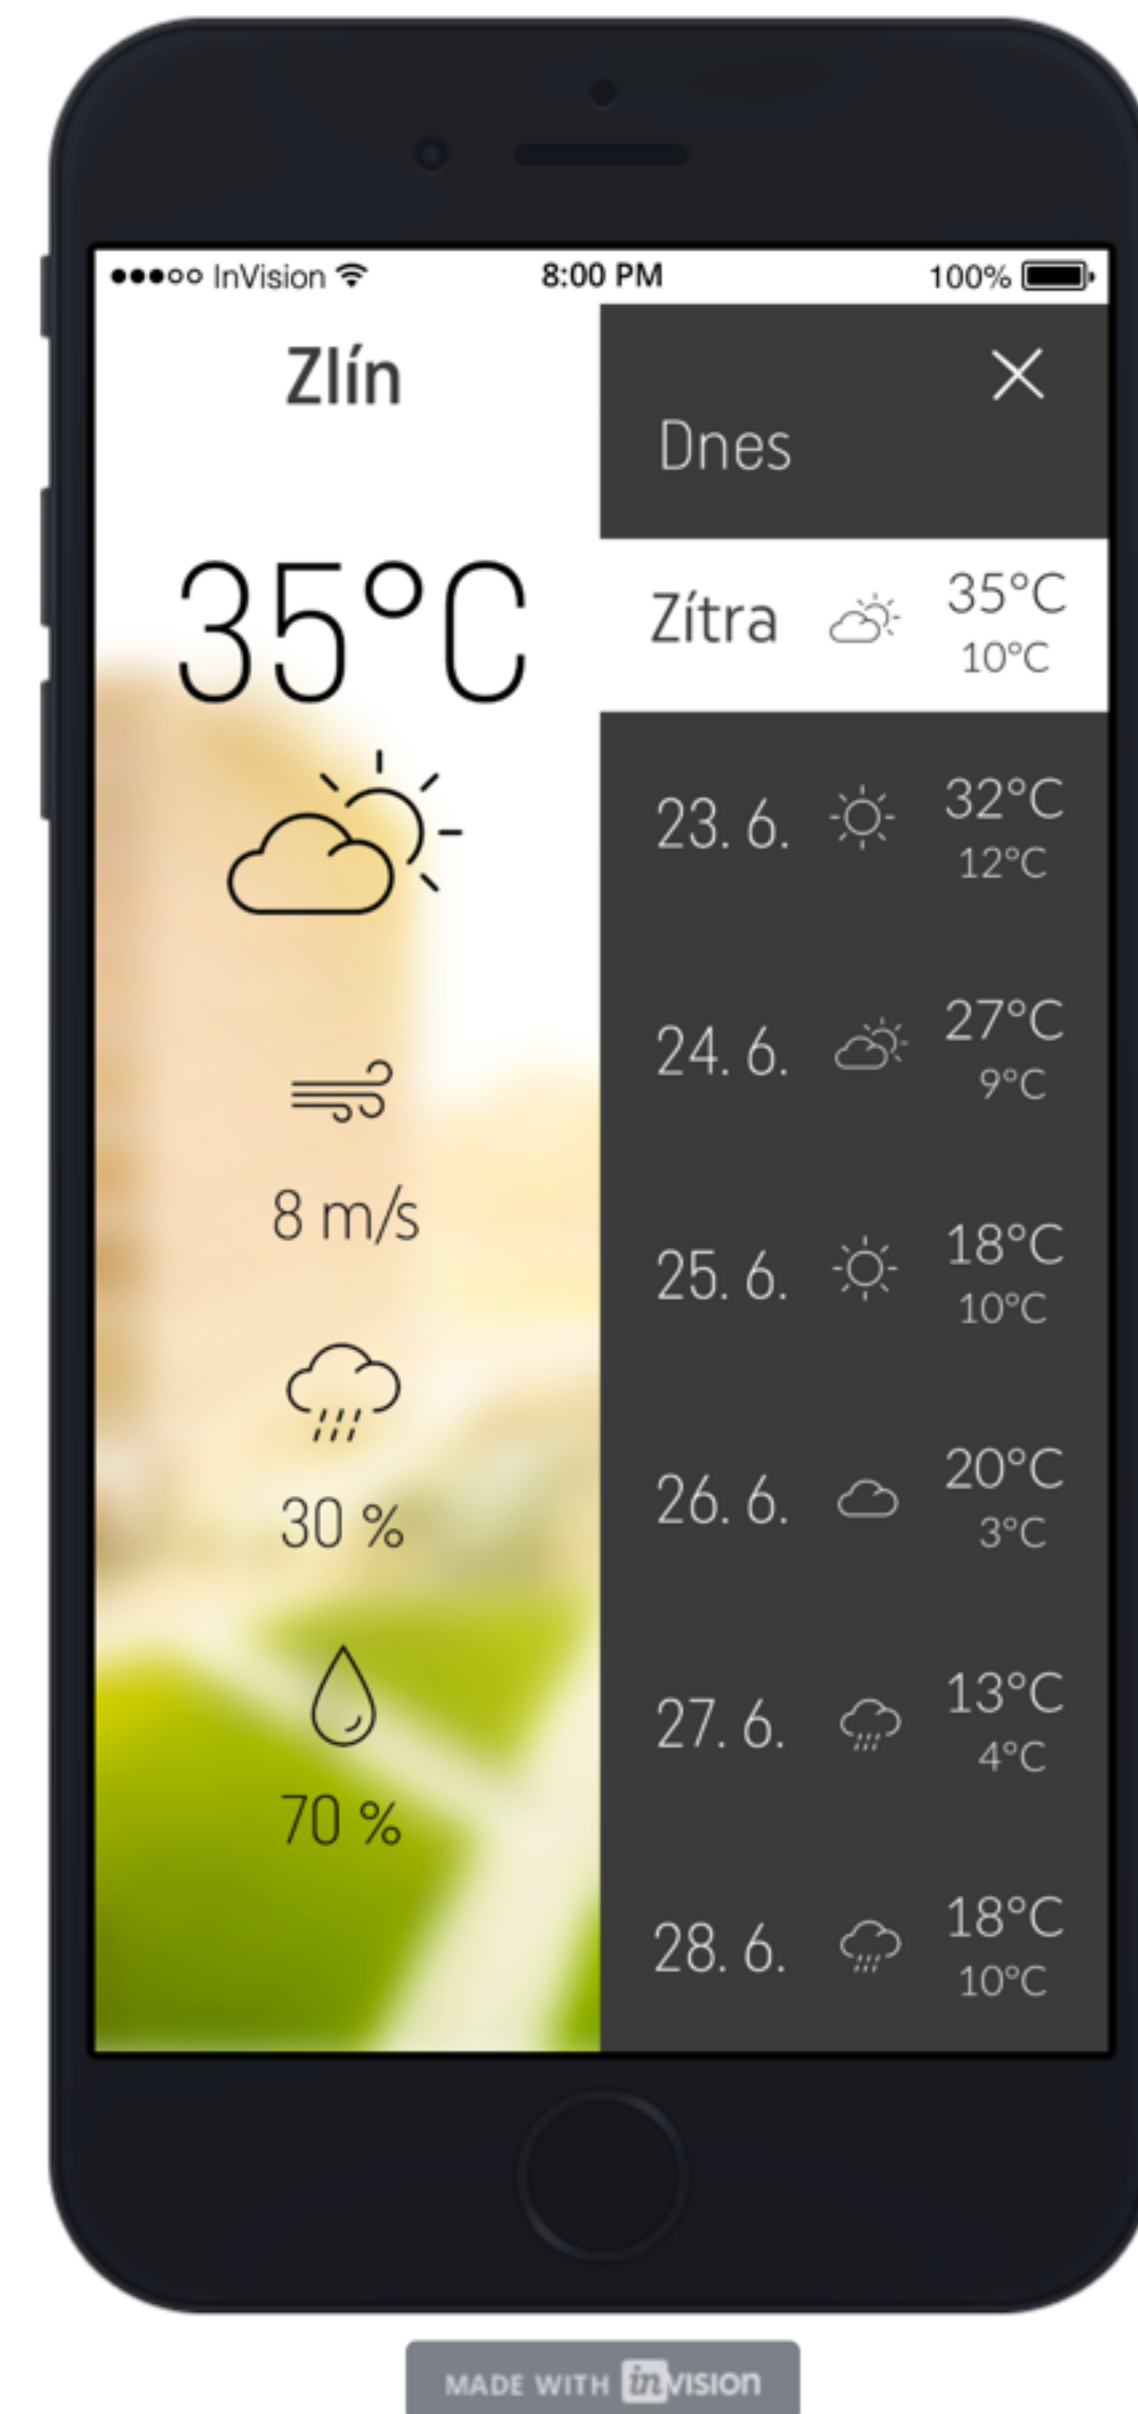 InVision 8:00 PM 100%
Zlín
35°C
8 m/s
30 %
70 %
Dnes
Zítra 35°C
10°C
23. 6. 32°C
12°C
24. 6. 27°C
9°C
25. 6. 18°C
10°C
26. 6. 20°C
3°C
27. 6. 13°C
4°C
28. 6. 18°C
10°C
MADE WITH inVISION